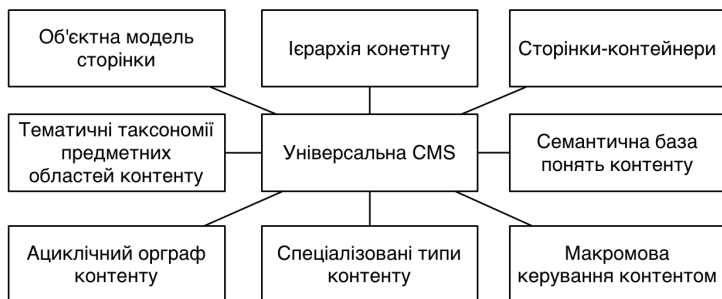 Об'єктна модель
сторінки
Ієрархія конетнту
Сторінки-контейнери
Тематичні таксономії
предметних
областей контенту
Універсальна CMS
Семантична база
понять контенту
Ациклічний орграф
контенту
Спеціалізовані типи
контенту
Макромова
керування контентом